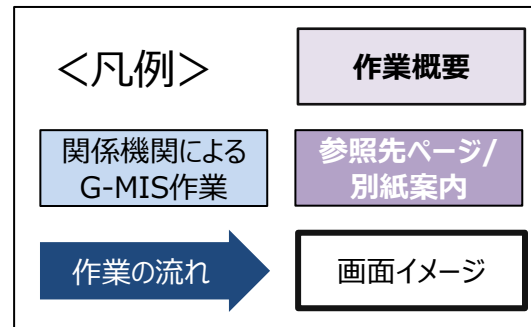 ＜凡例＞
作業概要
関係機関による
G-MIS作業
参照先ページ/
別紙案内
作業の流れ
画面イメージ